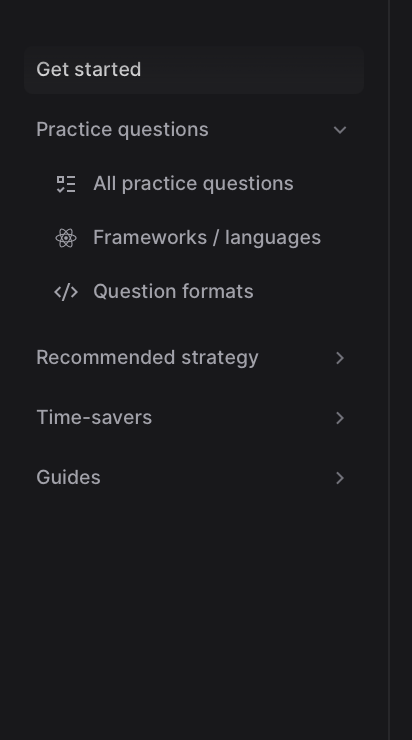 Get started
Practice questions
All practice questions
Frameworks / languages
Question formats
Recommended strategy
Time-savers
Guides